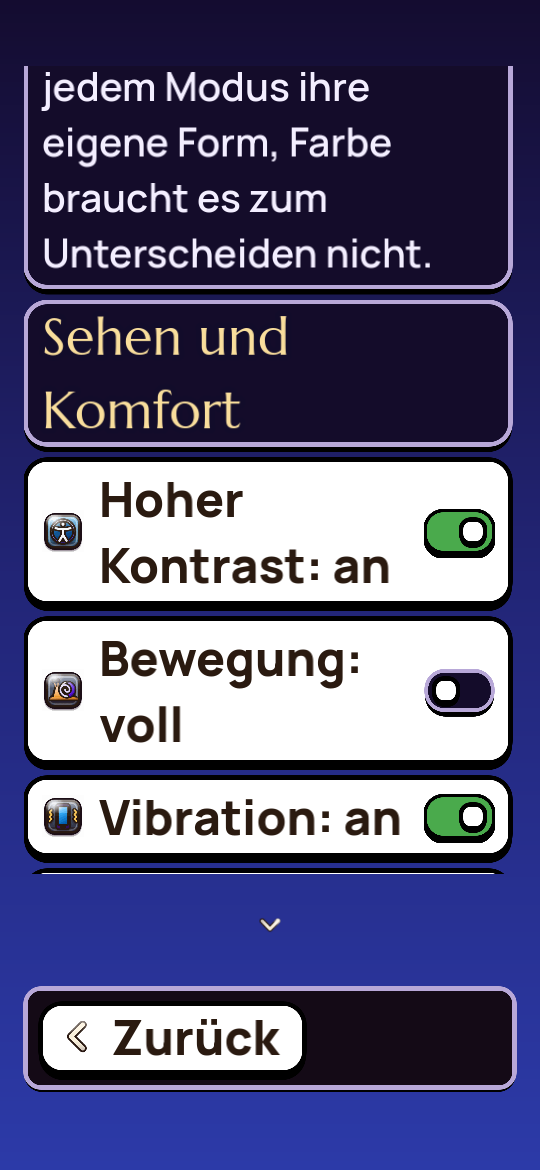 jedem Modus ihre
eigene Form, Farbe
braucht es zum
Unterscheiden nicht.
Sehen und
Komfort
Hoher
Kontrast: an
Bewegung:
voll
Vibration: an
Zurück